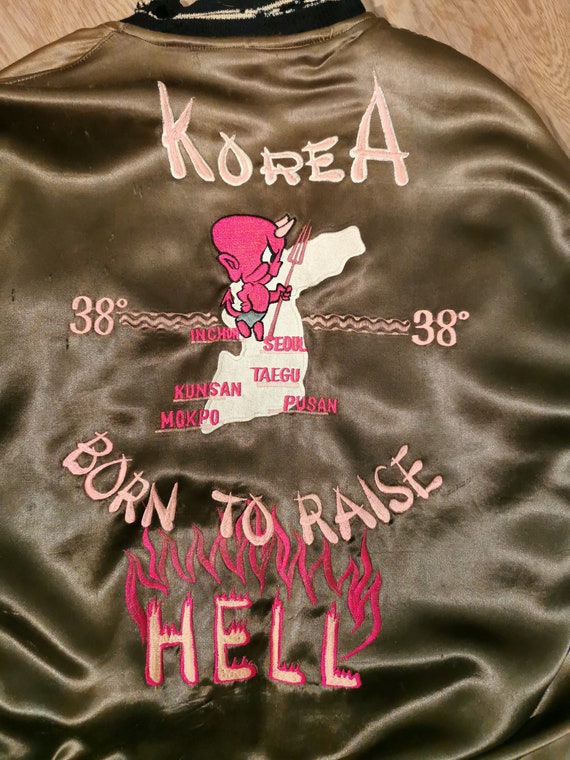 KOREA
38° 38°
INCHON SEOUL
TAEGU
KUNSAN
PUSAN
MOKPO
BORN TO RAISE
HELL